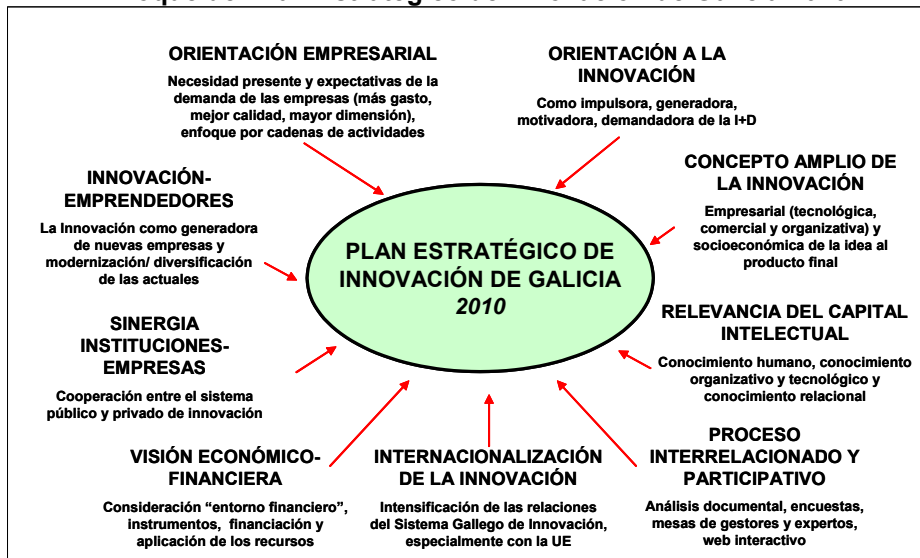 ORIENTACIÓN EMPRESARIAL
Necesidad presente y expectativas de la
demanda de las empresas (más gasto,
mejor calidad, mayor dimensión),
enfoque por cadenas de actividades
ORIENTACIÓN A LA
INNOVACIÓN
Como impulsora, generadora,
motivadora, demandadora de la I+D
INNOVACIÓN-
EMPRENDEDORES
La Innovación como generadora
de nuevas empresas y
modernización/ diversificación
de las actuales
CONCEPTO AMPLIO DE
LA INNOVACIÓN
Empresarial (tecnológica,
comercial y organizativa) y
socioeconómica de la idea al
producto final
PLAN ESTRATÉGICO DE
INNOVACIÓN DE GALICIA
2010
SINERGIA
INSTITUCIONES-
EMPRESAS
Cooperación entre el sistema
público y privado de innovación
RELEVANCIA DEL CAPITAL
INTELECTUAL
Conocimiento humano, conocimiento
organizativo y tecnológico y
conocimiento relacional
VISIÓN ECONÓMICO-
FINANCIERA
Consideración “entorno financiero”,
instrumentos, financiación y
aplicación de los recursos
INTERNACIONALIZACIÓN
DE LA INNOVACIÓN
Intensificación de las relaciones
del Sistema Gallego de Innovación,
especialmente con la UE
PROCESO
INTERRELACIONADO Y
PARTICIPATIVO
Análisis documental, encuestas,
mesas de gestores y expertos,
web interactivo